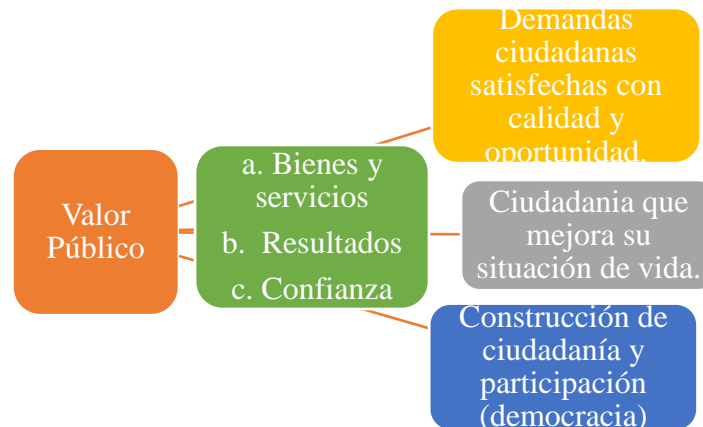 Valor
Público
a. Bienes y
servicios
b. Resultados
c. Confianza
Demandas
ciudadanas
satisfechas con
calidad y
oportunidad.
Ciudadania que
mejora su
situación de vida.
Construcción de
ciudadanía y
participación
(democracia)